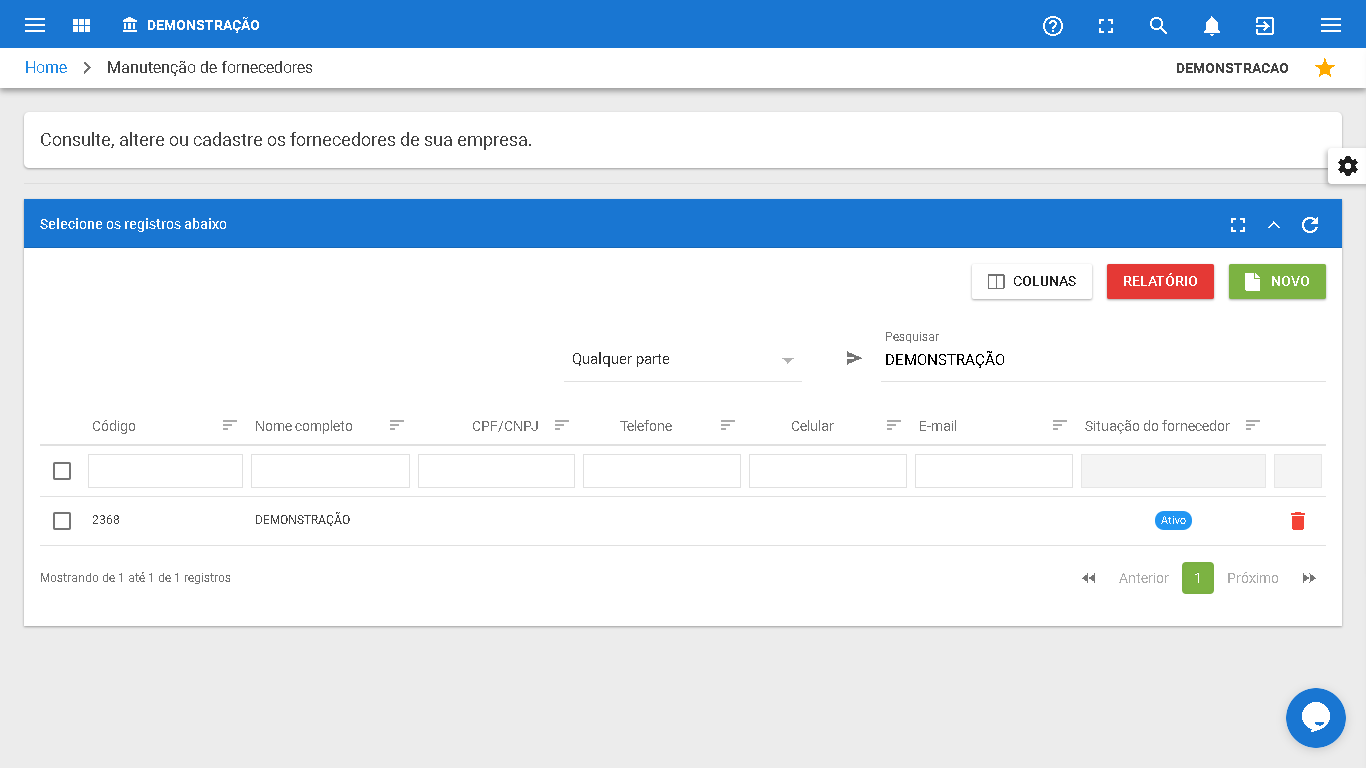 DEMONSTRAÇÃO
Home Manutenção de fornecedores DEMONSTRACAO
Consulte, altere ou cadastre os fornecedores de sua empresa.
Selecione os registros abaixo
COLUNAS RELATÓRIO NOVO
Pesquisar
Qualquer parte DEMONSTRAÇÃO
Código Nome completo CPF/CNPJ Telefone Celular E-mail Situação do fornecedor
2368 DEMONSTRAÇÃO Ativo
Mostrando de 1 até 1 de 1 registros Anterior 1 Próximo